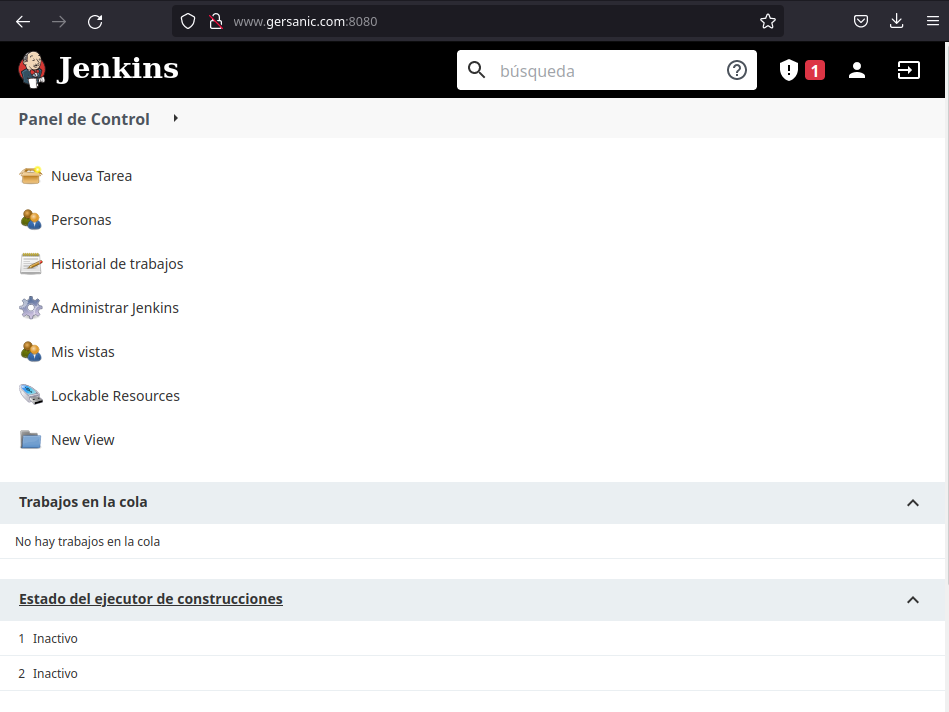 www.gersanic.com:8080
Jenkins
búsqueda
1
Panel de Control
Nueva Tarea
Personas
Historial de trabajos
Administrar Jenkins
Mis vistas
Lockable Resources
New View
Trabajos en la cola
No hay trabajos en la cola
Estado del ejecutor de construcciones
1 Inactivo
2 Inactivo